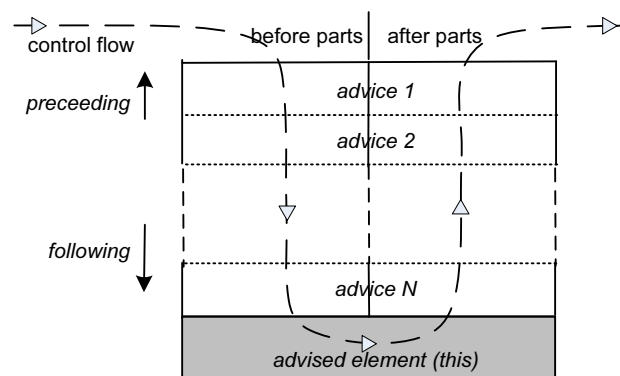 before parts after parts
control flow
advice 1
preceeding
advice 2
following
advice N
advised element (this)